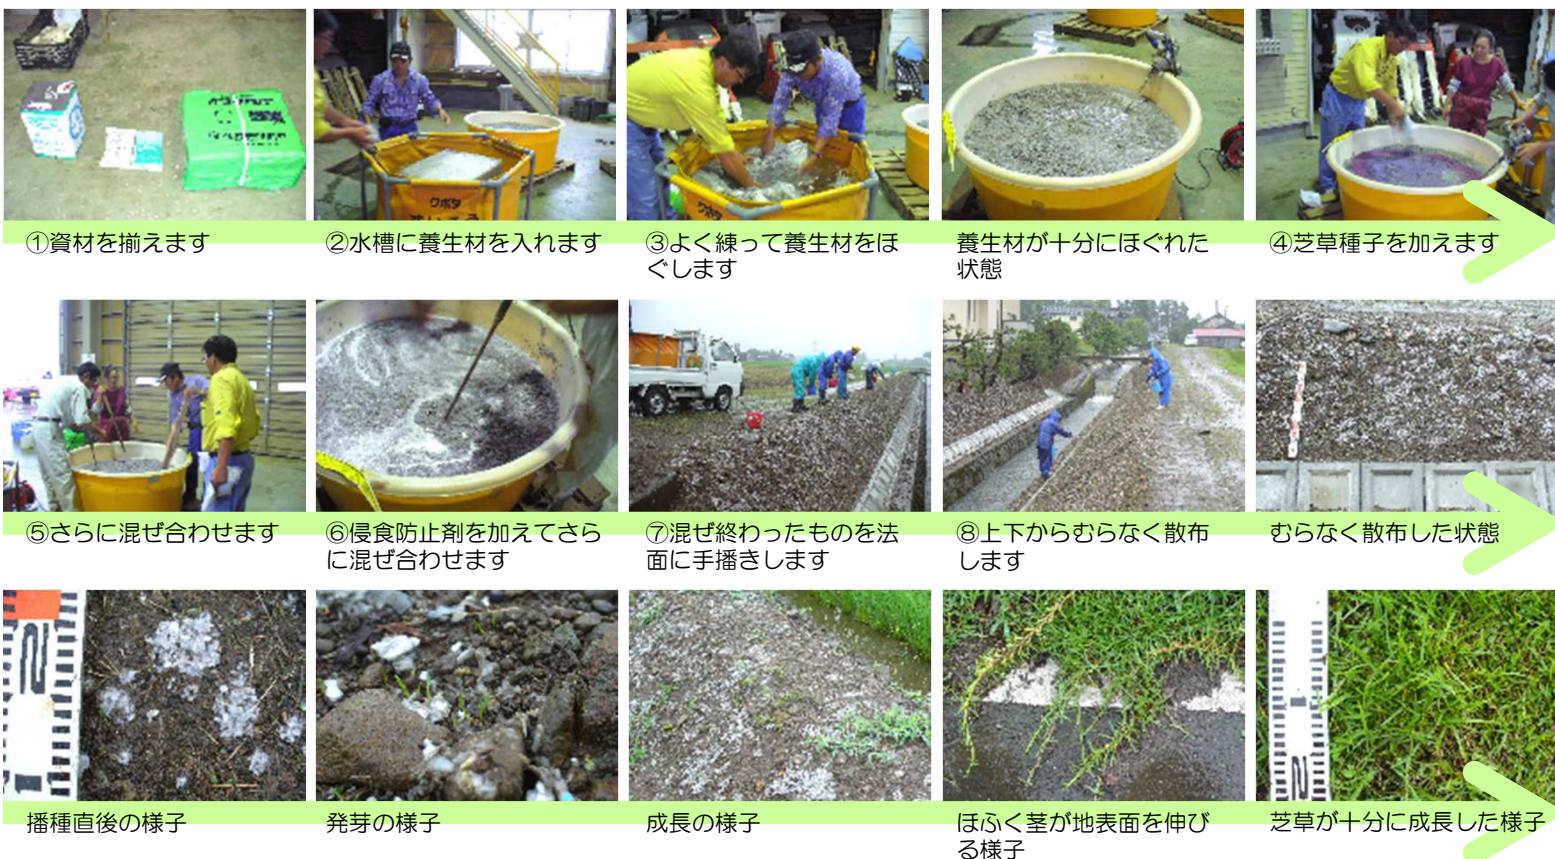 ①資材を揃えます
②水槽に養生材を入れます
③よく練って養生材をほ
ぐします
養生材が十分にほぐれた
状態
④芝草種子を加えます
クボタ
⑤さらに混ぜ合わせます
⑥侵食防止剤を加えてさら
に混ぜ合わせます
⑦混ぜ終わったものを法
面に手播きします
⑧上下からむらなく散布
します
むらなく散布した状態
2
1
1
2
播種直後の様子
発芽の様子
成長の様子
ほふく茎が地表面を伸び
る様子
芝草が十分に成長した様子